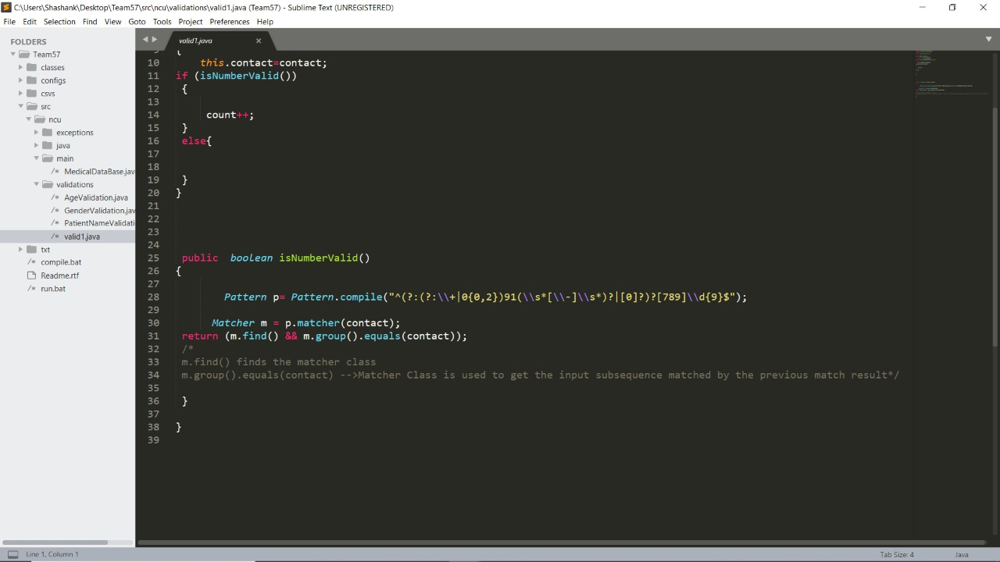 C:\Users\Shashank\Desktop\Team57\src\ncu\validations\valid1.java (Team57) - Sublime Text (UNREGISTERED)
File Edit Selection Find View Goto Tools Project Preferences Help
FOLDERS
Team57
classes
configs
csvs
src
ncu
exceptions
java
main
/* MedicalDataBase.jav
validations
/* AgeValidation.java
/* GenderValidation.jav
/* PatientNameValidati
/* valid1.java
txt
/* compile.bat
Readme.rtf
/* run.bat
valid1.java ×
9 {
10 this.contact=contact;
11 if (isNumberValid())
12 {
13
14 count++;
15 }
16 else{
17
18
19 }
20 }
21
22
23
24
25 public  boolean isNumberValid()
26 {
27
28 Pattern p= Pattern.compile("^(?:(?:\\+|0{0,2})91(\\s*[\\-]\\s*)?|[0]?)?[789]\\d{9}$");
29
30 Matcher m = p.matcher(contact);
31 return (m.find() && m.group().equals(contact));
32 /*
33 m.find() finds the matcher class
34 m.group().equals(contact) -->Matcher Class is used to get the input subsequence matched by the previous match result*/
35
36 }
37
38 }
39
Line 1, Column 1
Tab Size: 4
Java